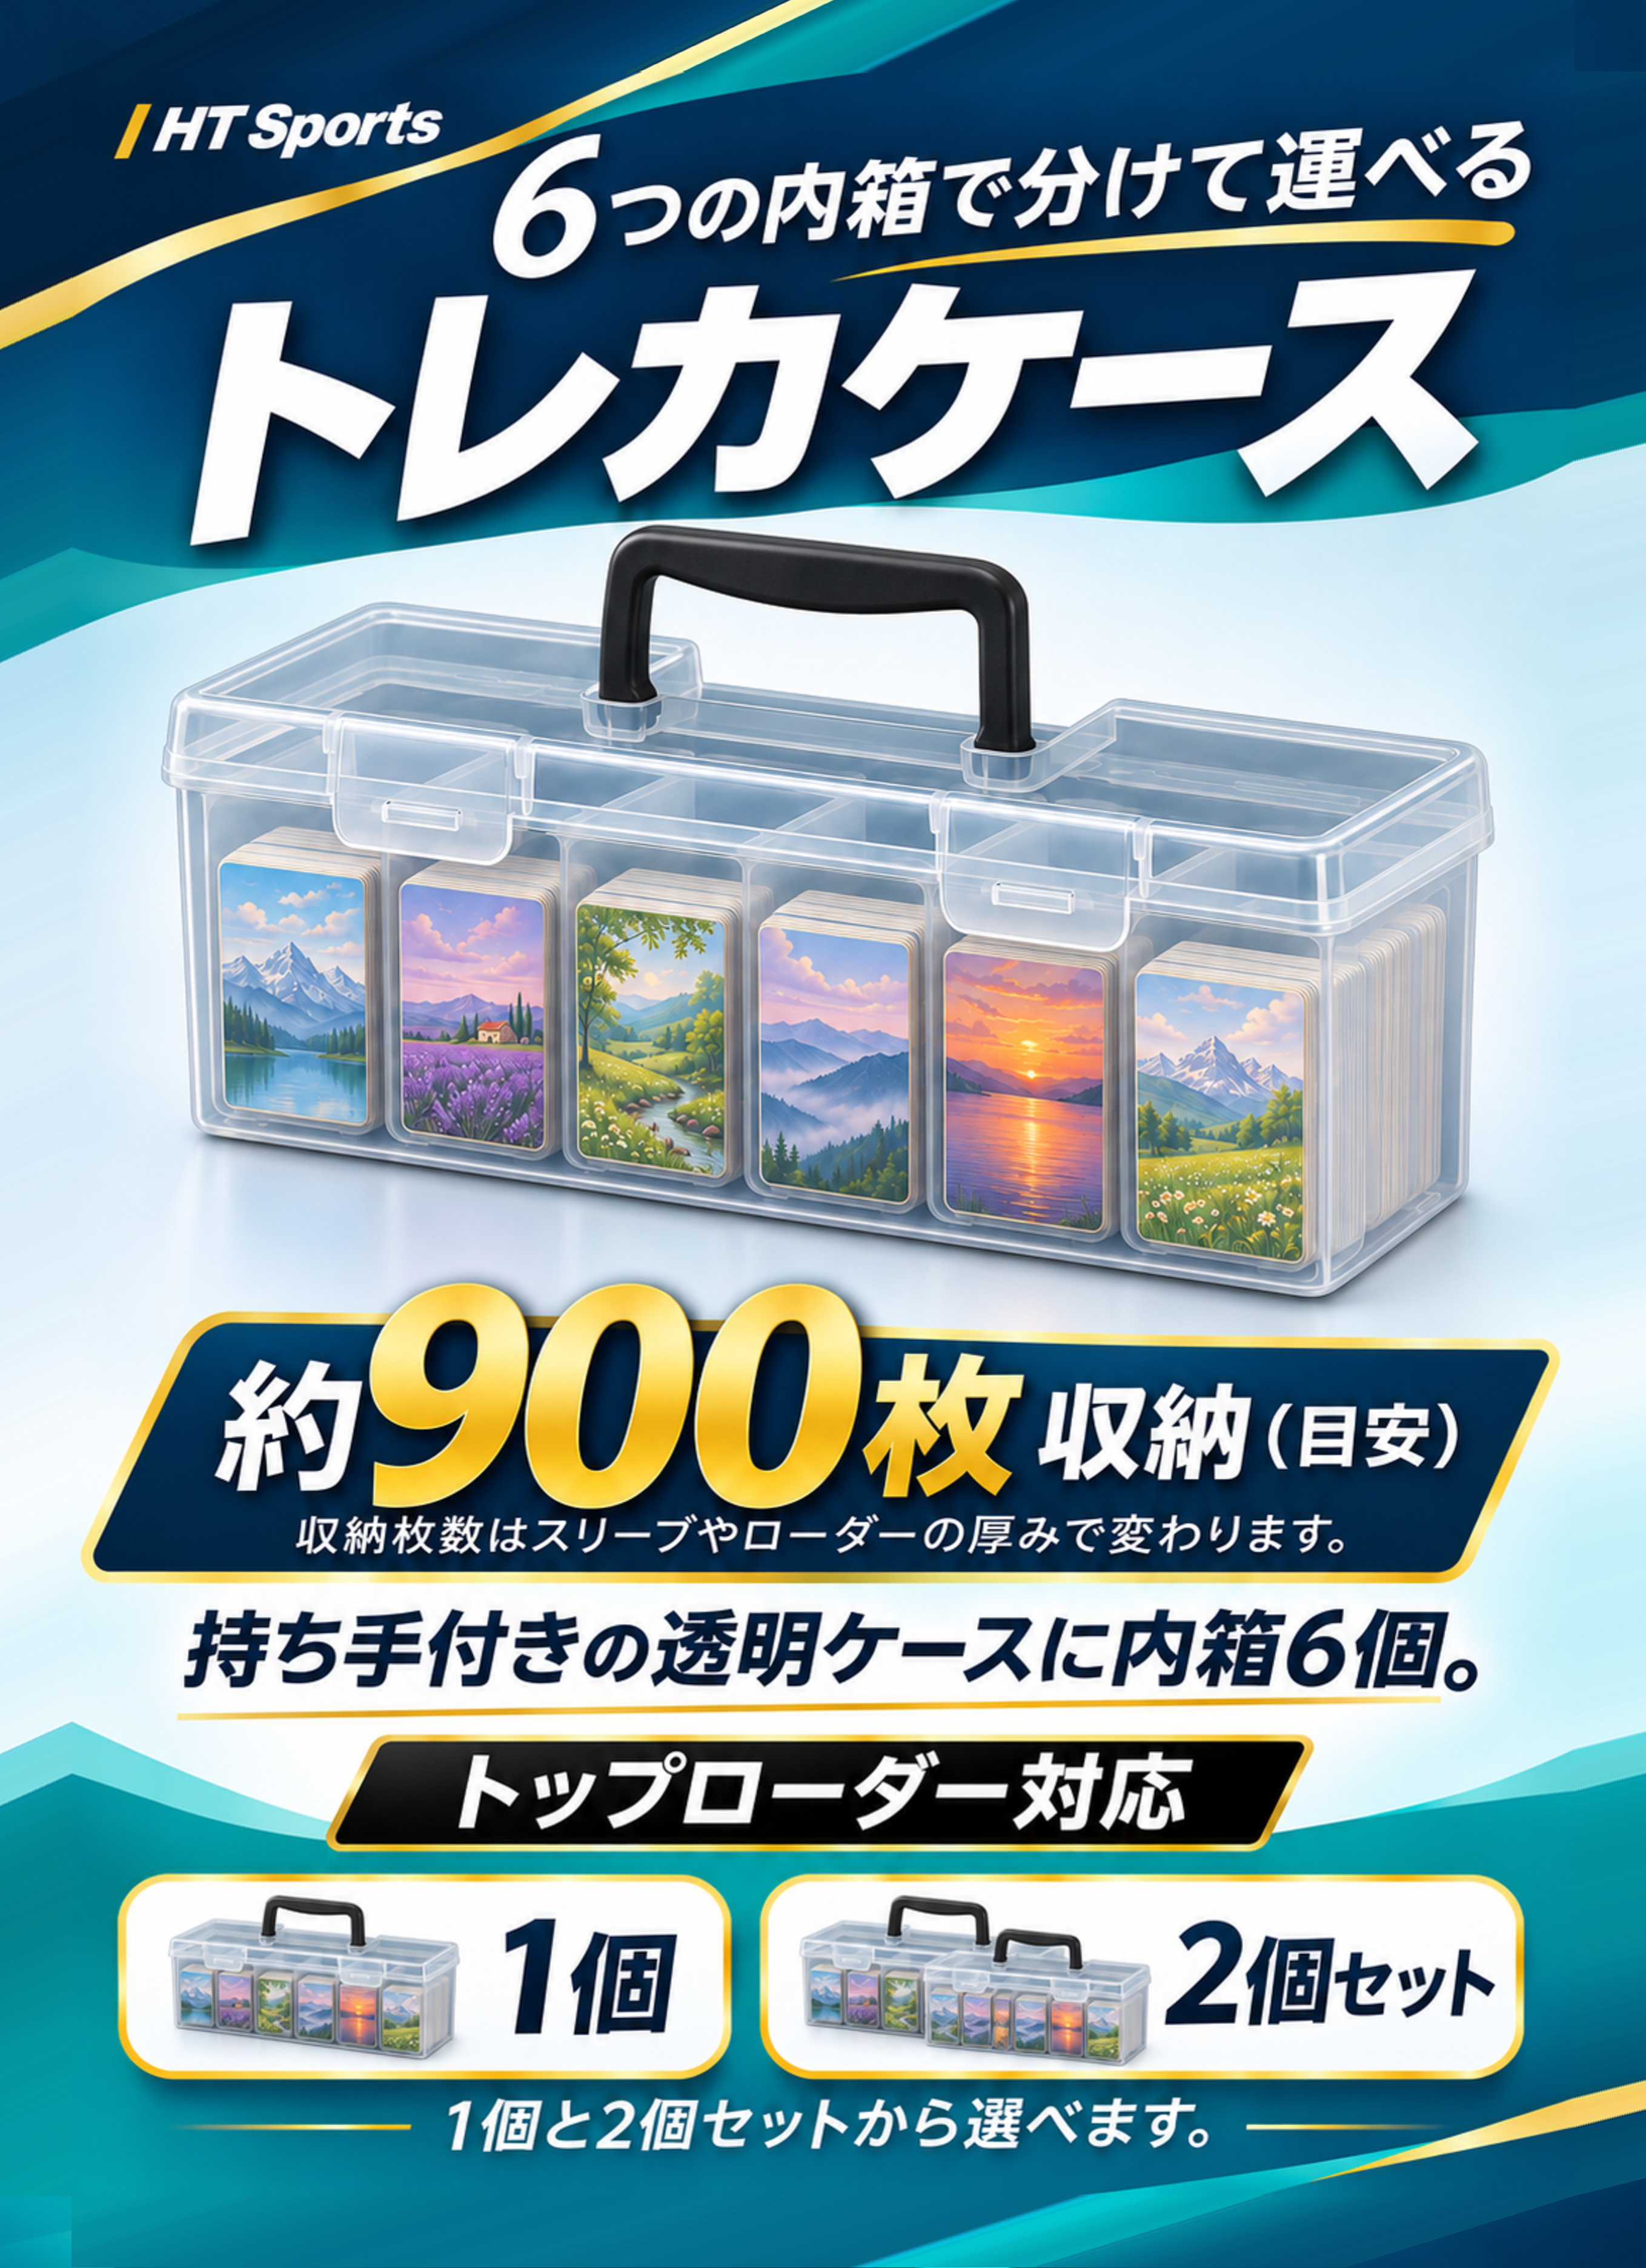 HT Sports
6つの内箱で分けて運べる
トレカケース
約900枚収納(目安)
収納枚数はスリーブやローダーの厚みで変わります。
持ち手付きの透明ケースに内箱6個。
トップローダー対応
1個
2個セット
1個と2個セットから選べます。